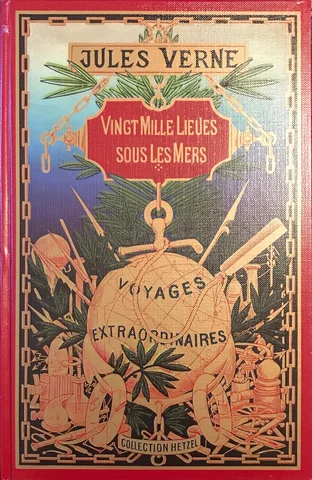 JULES VERNE
VINGT MILLE LIEUES
SOUS LES MERS
VOYAGES
EXTRAORDINAIRES
COLLECTION HETZEL